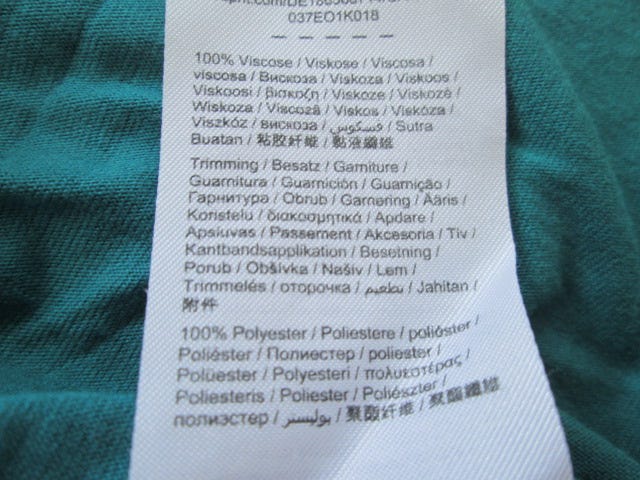 037EO1K018
100% Viscose / Viskose / Viscosa /
viscosa / Вискоза / Viskoza / Viskoos /
Viskoosi / βισκοζη / Viskoze / Viskozė /
Wiskoza / Viscoză / Viskos / Viskóza /
Viszkóz / вискоза / فسكوس / Sutra
Buatan / 粘胶纤维 / 黏液纖維
Trimming / Besatz / Garniture /
Guarnitura / Guarnición / Guarnição /
Гарнитура / Obrub / Garnering / Ääris /
Koristelu / διακοσμητικά / Apdare /
Apsiuvas / Passement / Akcesoria / Tiv /
Kantbandsapplikation / Besetning /
Porub / Obšivka / Našiv / Lem /
Trimmelés / оторочка / تطعيم / Jahitan /
附件
100% Polyester / Poliestere / poliéster /
Poliéster / Полиестер / poliester /
Polüester / Polyesteri / πολυεστέρας /
Poliesteris / Poliester / Poliészter /
полиэстер / بوليستر / 聚酯纤维 / 聚酯纖維